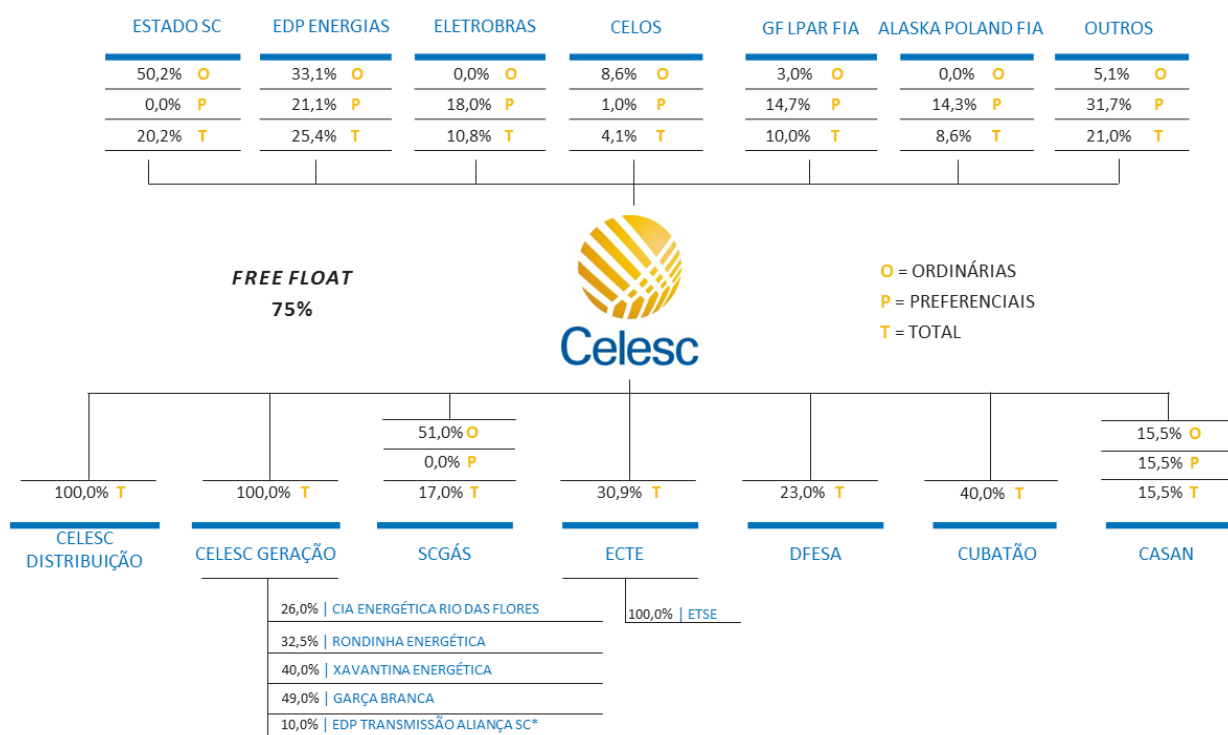 ESTADO SC EDP ENERGIAS ELETROBRAS CELOS GF LPAR FIA ALASKA POLAND FIA OUTROS
50,2% O 33,1% O 0,0% O 8,6% O 3,0% O 0,0% O 5,1% O
0,0% P 21,1% P 18,0% P 1,0% P 14,7% P 14,3% P 31,7% P
20,2% T 25,4% T 10,8% T 4,1% T 10,0% T 8,6% T 21,0% T
FREE FLOAT
75%
Celesc
O = ORDINÁRIAS
P = PREFERENCIAIS
T = TOTAL
51,0% O 15,5% O
0,0% P 15,5% P
100,0% T 100,0% T 17,0% T 30,9% T 23,0% T 40,0% T 15,5% T
CELESC
DISTRIBUIÇÃO
CELESC GERAÇÃO SCGÁS ECTE DFESA CUBATÃO CASAN
26,0% | CIA ENERGÉTICA RIO DAS FLORES
32,5% | RONDINHA ENERGÉTICA
40,0% | XAVANTINA ENERGÉTICA
49,0% | GARÇA BRANCA
10,0% | EDP TRANSMISSÃO ALIANÇA SC*
100,0% | ETSE